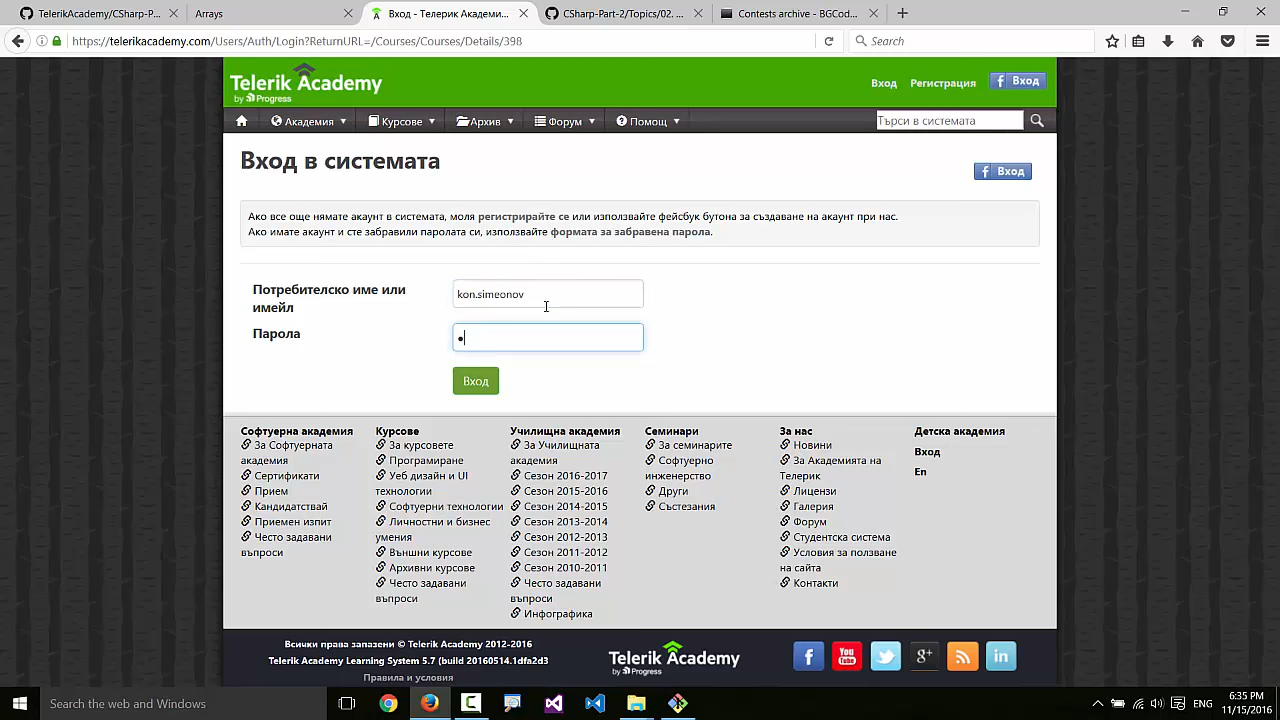 TelerikAcademy/CSharp-P...
Arrays
Вход - Телерик Академи...
CSharp-Part-2/Topics/02. ...
Contests archive - BGCod...
https://telerikacademy.com/Users/Auth/Login?ReturnURL=/Courses/Courses/Details/398
Search
Telerik Academy
by Progress
Вход
Регистрация
f Вход
Академия
Курсове
Архив
Форум
Помощ
Търси в системата
Вход в системата
f Вход
Ако все още нямате акаунт в системата, моля регистрирайте се или използвайте фейсбук бутона за създаване на акаунт при нас.
Ако имате акаунт и сте забравили паролата си, използвайте формата за забравена парола.
Потребителско име или
имейл
kon.simeonov
Парола
Вход
Софтуерна академия
За Софтуерната
академия
Сертификати
Прием
Кандидатствай
Приемен изпит
Често задавани
въпроси
Курсове
За курсовете
Програмиране
Уеб дизайн и UI
технологии
Софтуерни технологии
Личностни и бизнес
умения
Външни курсове
Архивни курсове
Често задавани
въпроси
Училищна академия
За Училищната
академия
Сезон 2016-2017
Сезон 2015-2016
Сезон 2014-2015
Сезон 2013-2014
Сезон 2012-2013
Сезон 2011-2012
Сезон 2010-2011
Често задавани
въпроси
Инфографика
Семинари
За семинарите
Софтуерно
инженерство
Други
Състезания
За нас
Новини
За Академията на
Телерик
Лицензи
Галерия
Форум
Студентска система
Условия за ползване
на сайта
Контакти
Детска академия
Вход
En
Всички права запазени © Telerik Academy 2012-2016
Telerik Academy Learning System 5.7 (build 20160514.1dfa2d3
Правила и условия
Telerik Academy
by Progress
f
You
Tube
g+
in
Search the web and Windows
ENG
6:35 PM
11/15/2016